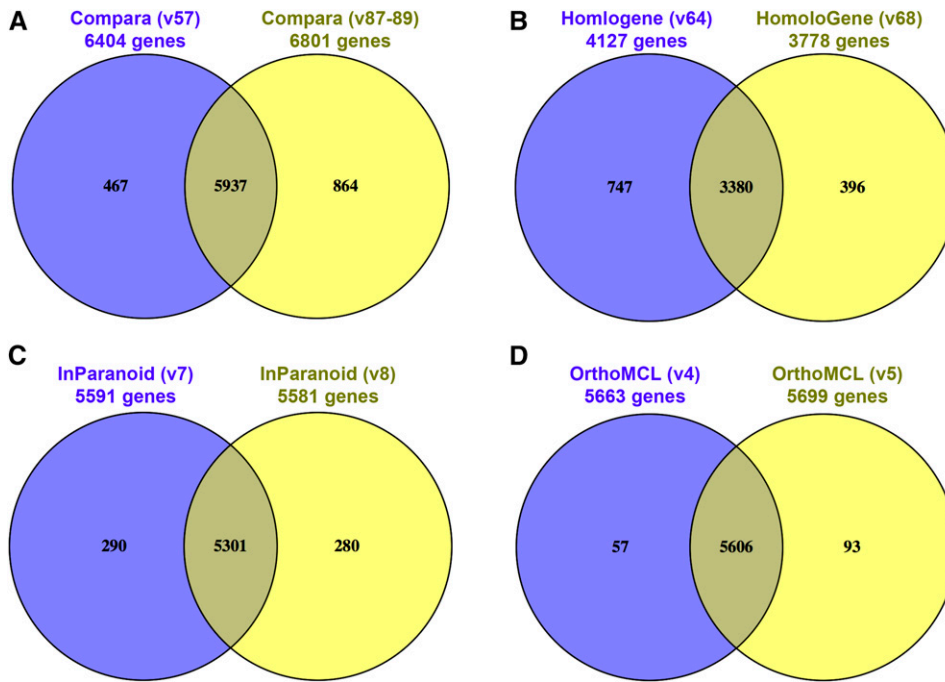 A
Compara (v57)
6404 genes
Compara (v87-89)
6801 genes
467
5937
864
B
Homlogene (v64)
4127 genes
HomoloGene (v68)
3778 genes
747
3380
396
C
InParanoid (v7)
5591 genes
InParanoid (v8)
5581 genes
290
5301
280
D
OrthoMCL (v4)
5663 genes
OrthoMCL (v5)
5699 genes
57
5606
93